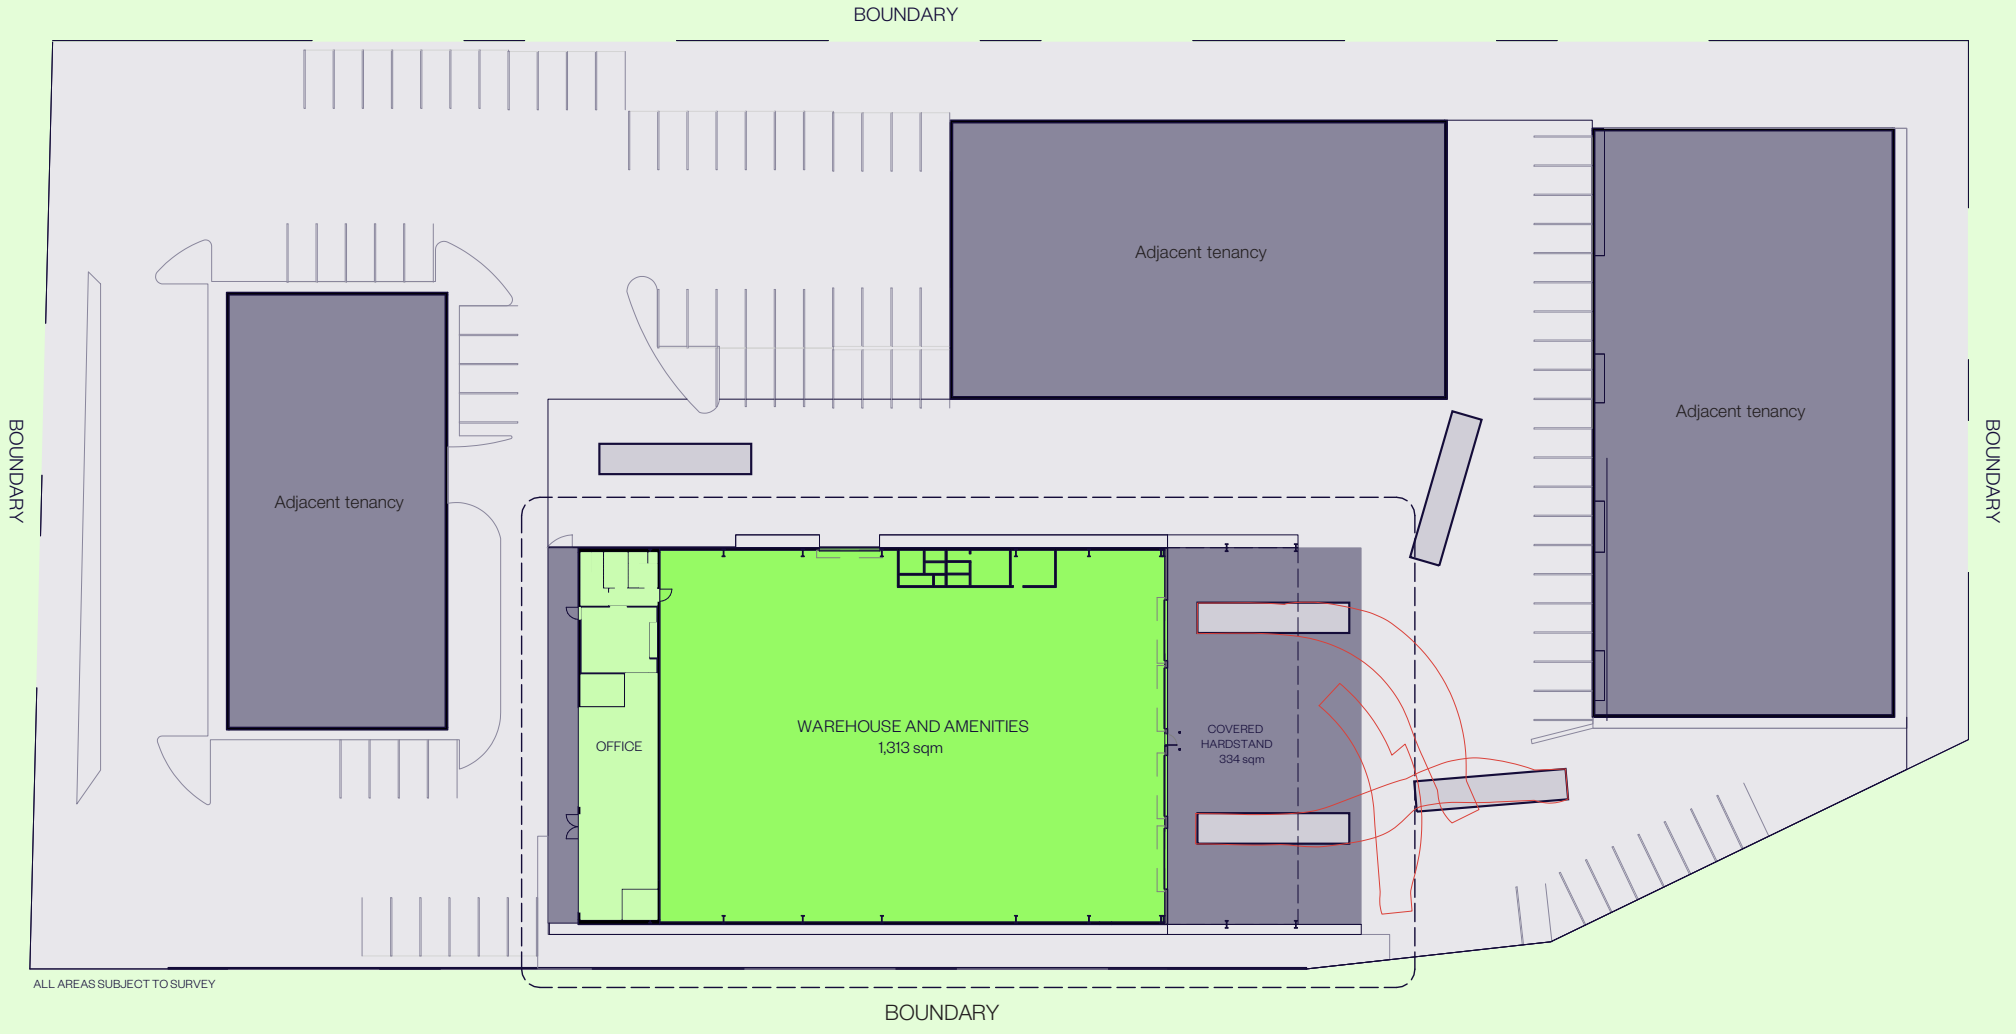 BOUNDARY
Adjacent tenancy
Adjacent tenancy
BOUNDARY
BOUNDARY
Adjacent tenancy
WAREHOUSE AND AMENITIES
1,313 sqm
OFFICE
COVERED
HARDSTAND
334 sqm
ALL AREAS SUBJECT TO SURVEY
BOUNDARY